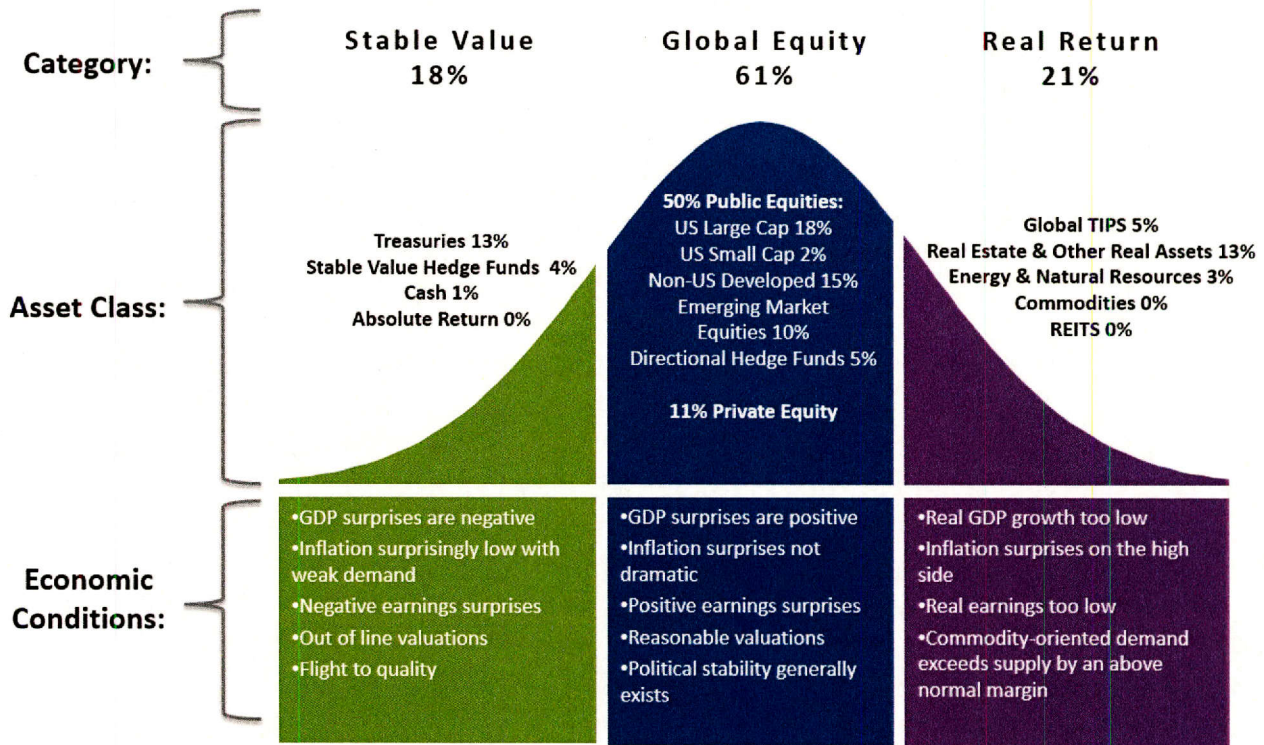 Category:
Stable Value
18%
Global Equity
61%
Real Return
21%
Asset Class:
Treasuries 13%
Stable Value Hedge Funds 4%
Cash 1%
Absolute Return 0%
50% Public Equities:
US Large Cap 18%
US Small Cap 2%
Non-US Developed 15%
Emerging Market
Equities 10%
Directional Hedge Funds 5%
11% Private Equity
Global TIPS 5%
Real Estate & Other Real Assets 13%
Energy & Natural Resources 3%
Commodities 0%
REITS 0%
Economic
Conditions:
•GDP surprises are negative
•Inflation surprisingly low with
weak demand
•Negative earnings surprises
•Out of line valuations
•Flight to quality
•GDP surprises are positive
•Inflation surprises not
dramatic
•Positive earnings surprises
•Reasonable valuations
•Political stability generally
exists
•Real GDP growth too low
•Inflation surprises on the high
side
•Real earnings too low
•Commodity-oriented demand
exceeds supply by an above
normal margin